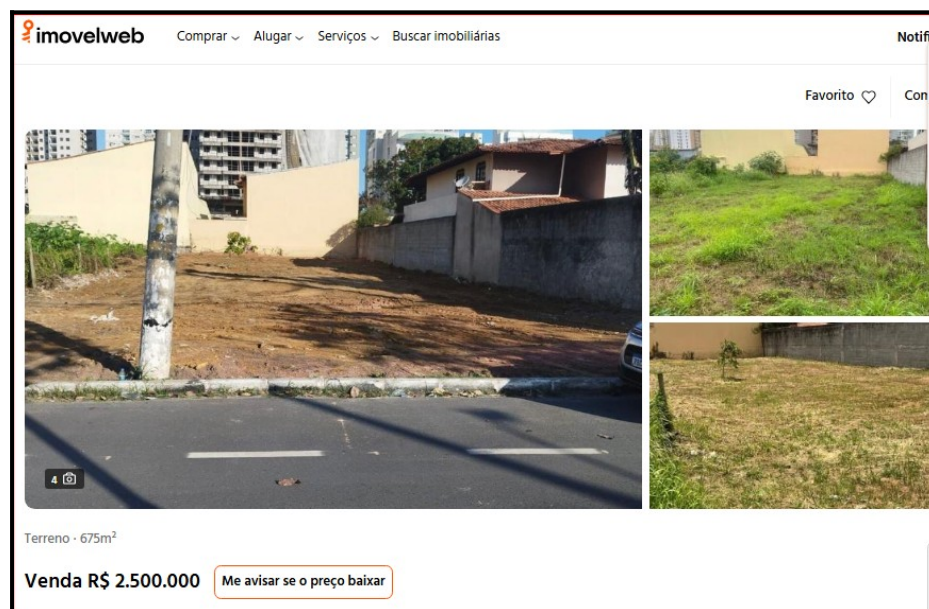 imovelweb Comprar Alugar Serviços Buscar imobiliárias
Favorito
4
Terreno · 675m²
Venda R$ 2.500.000 Me avisar se o preço baixar